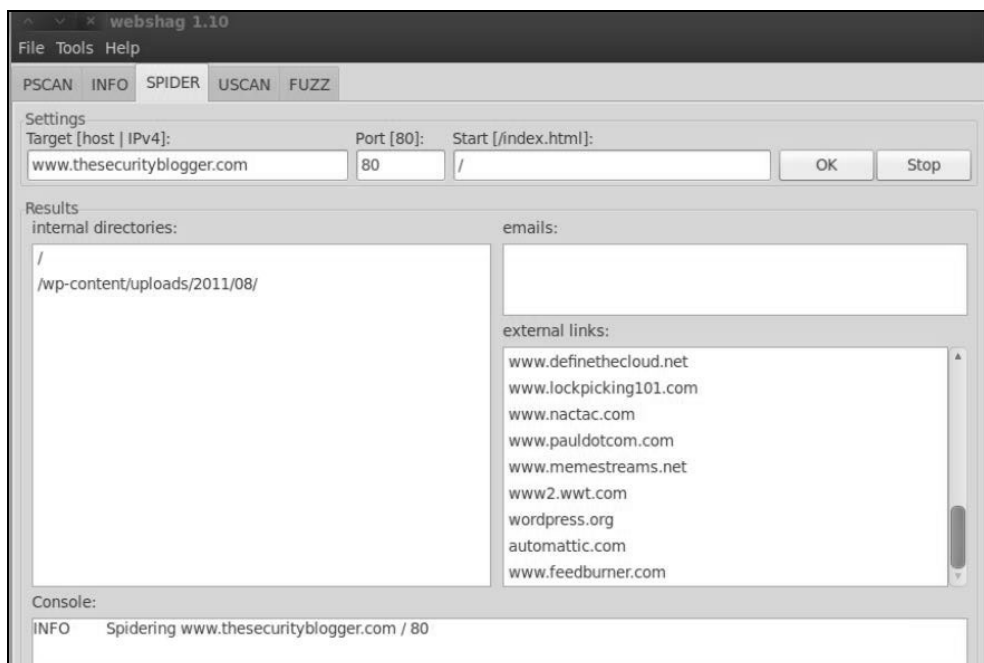 webshag 1.10
File Tools Help
PSCAN INFO SPIDER USCAN FUZZ
Settings
Target [host | IPv4]: Port [80]: Start [/index.html]:
www.thesecurityblogger.com 80 / OK Stop
Results
internal directories:
/
/wp-content/uploads/2011/08/
emails:
external links:
www.definethecloud.net
www.lockpicking101.com
www.nactac.com
www.pauldotcom.com
www.memestreams.net
www2.wwt.com
wordpress.org
automattic.com
www.feedburner.com
Console:
INFO Spidering www.thesecurityblogger.com / 80